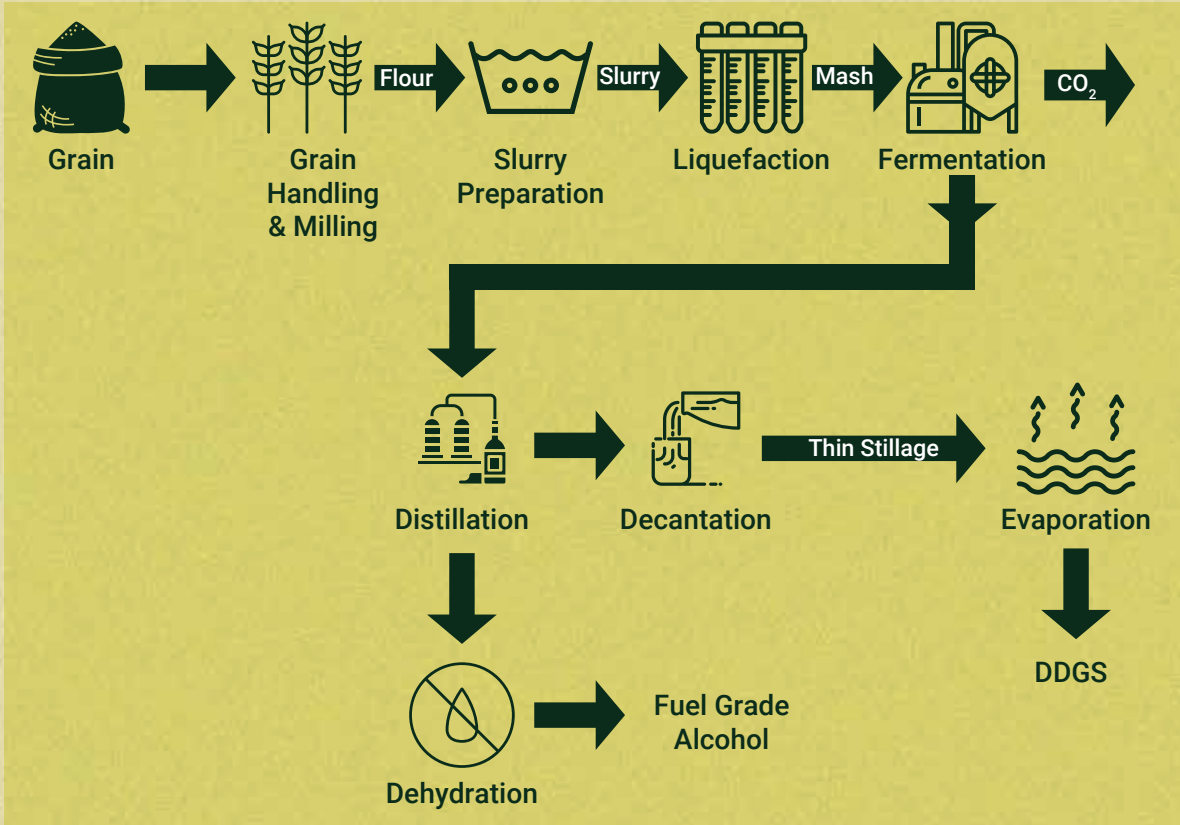 Flour
Slurry
Mash
CO₂
Grain
Grain
Handling
& Milling
Slurry
Preparation
Liquefaction
Fermentation
Thin Stillage
Distillation
Decantation
Evaporation
DDGS
Fuel Grade
Alcohol
Dehydration